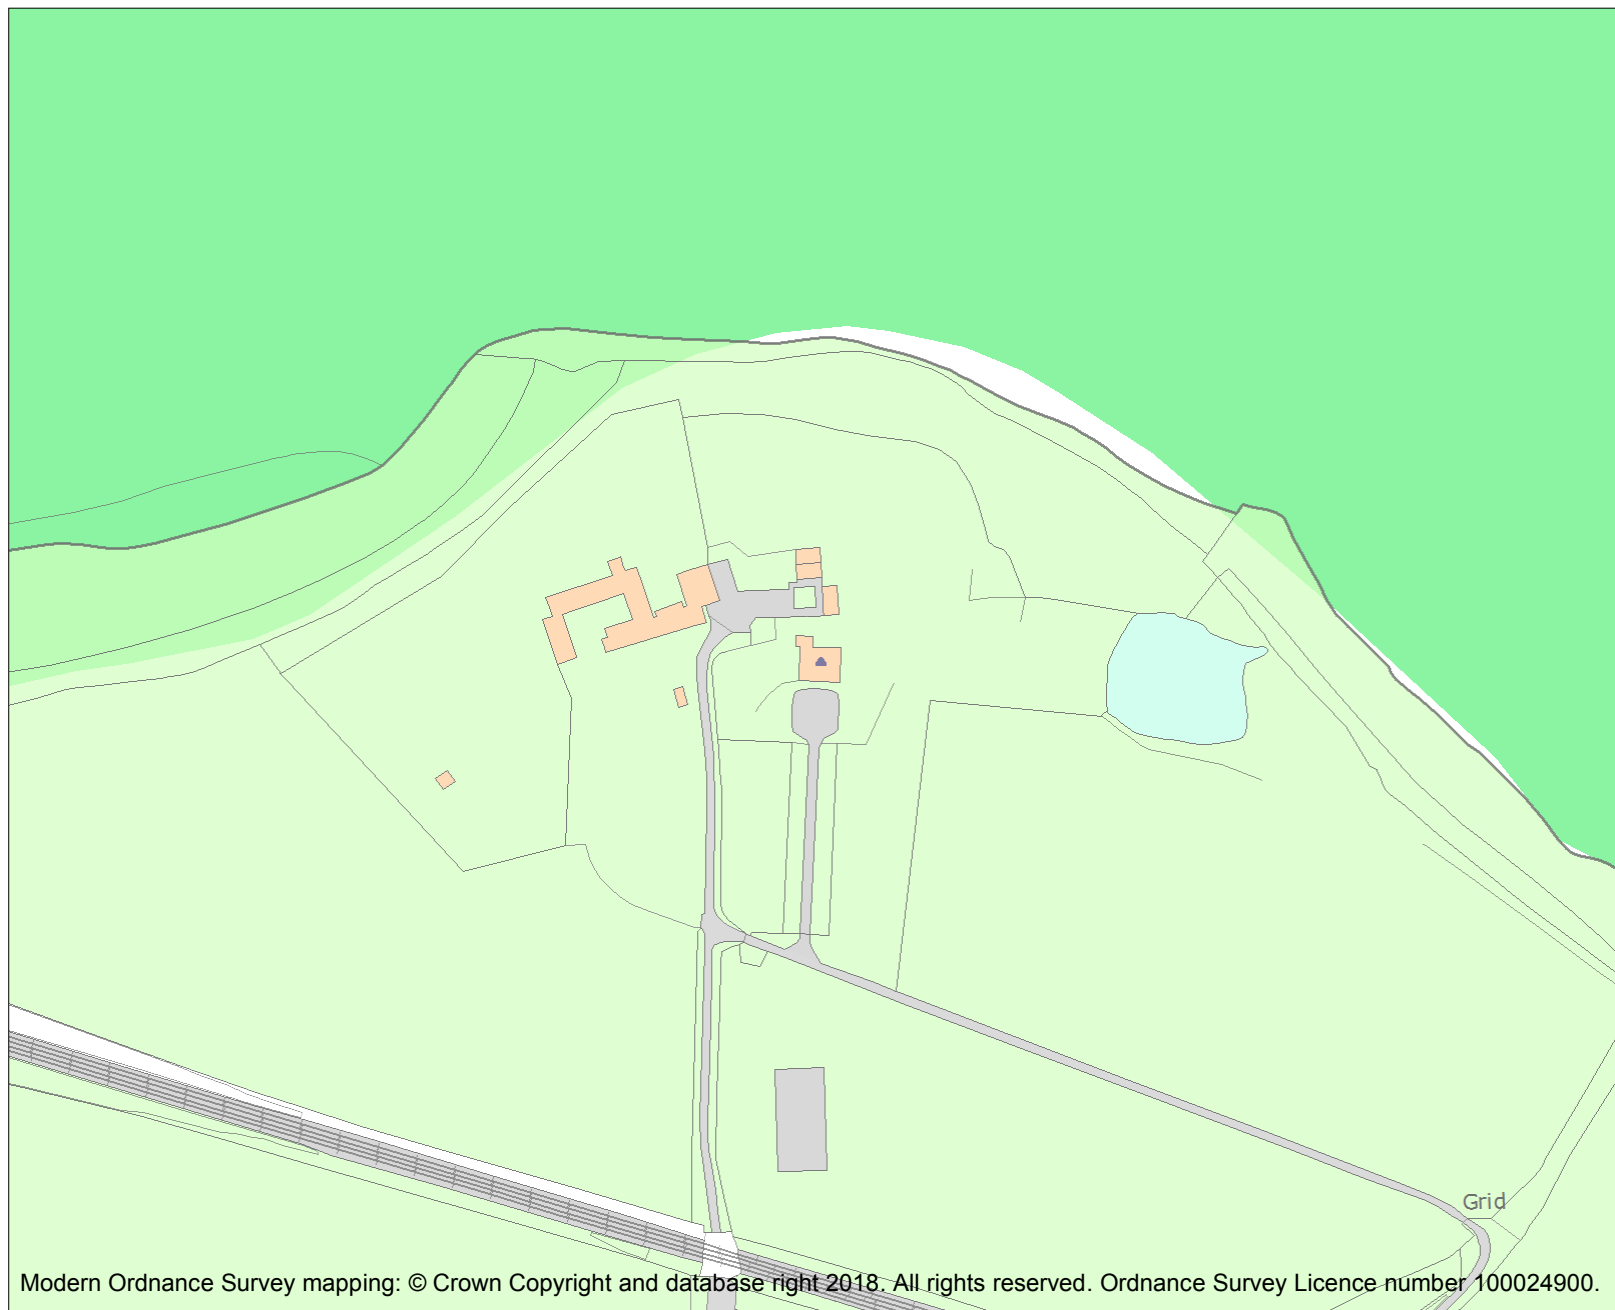 Grid
Modern Ordnance Survey mapping: © Crown Copyright and database right 2018. All rights reserved. Ordnance Survey Licence number 100024900.